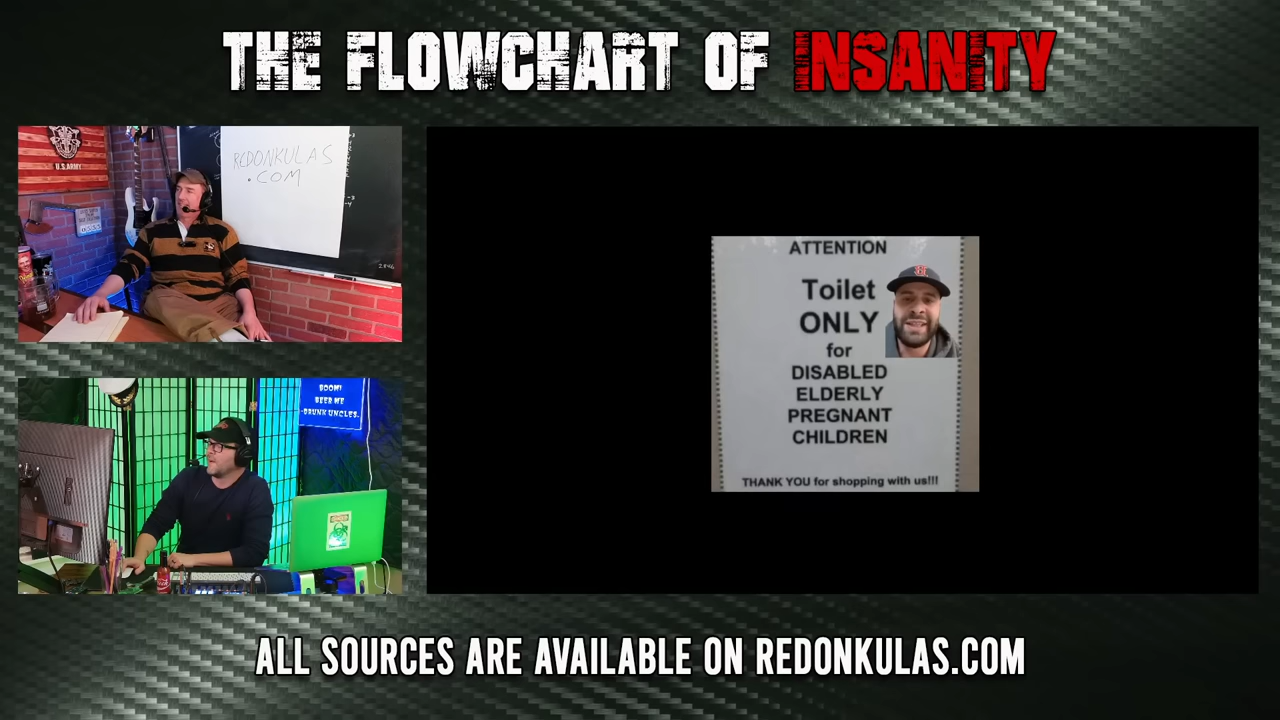 THE FLOWCHART OF INSANITY
U.S.ARMY
REDONKULAS
.COM
2846
BOOM!
BEER ME
-DRUNK UNCLES.
ATTENTION
Toilet
ONLY
for
DISABLED
ELDERLY
PREGNANT
CHILDREN
THANK YOU for shopping with us!!!
ALL SOURCES ARE AVAILABLE ON REDONKULAS.COM